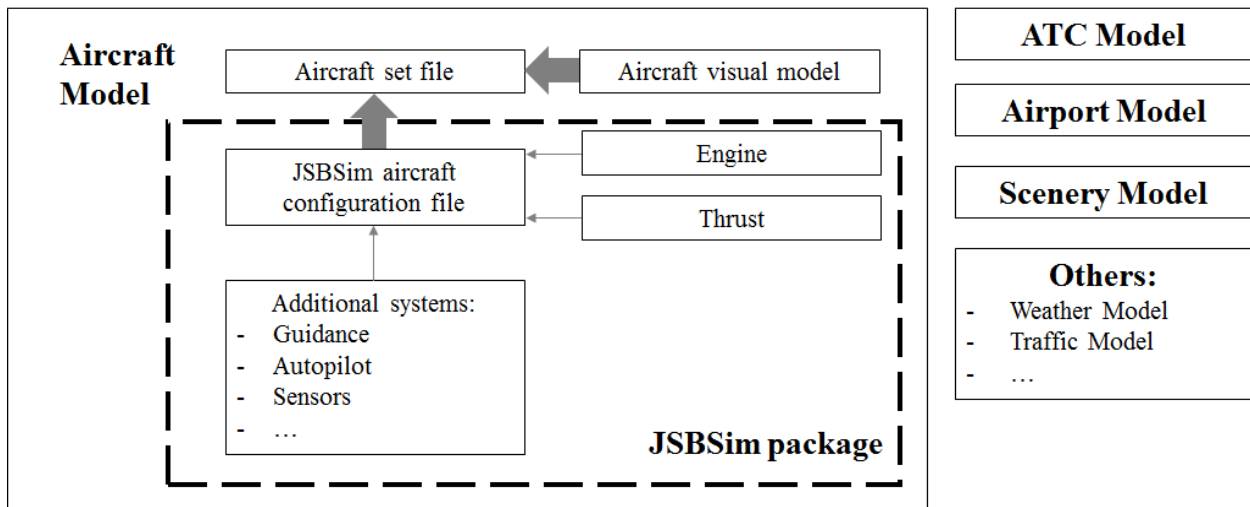 Aircraft
Model
Aircraft set file
Aircraft visual model
JSBSim aircraft
configuration file
Engine
Thrust
Additional systems:
- Guidance
- Autopilot
- Sensors
- …
JSBSim package
ATC Model
Airport Model
Scenery Model
Others:
- Weather Model
- Traffic Model
- …